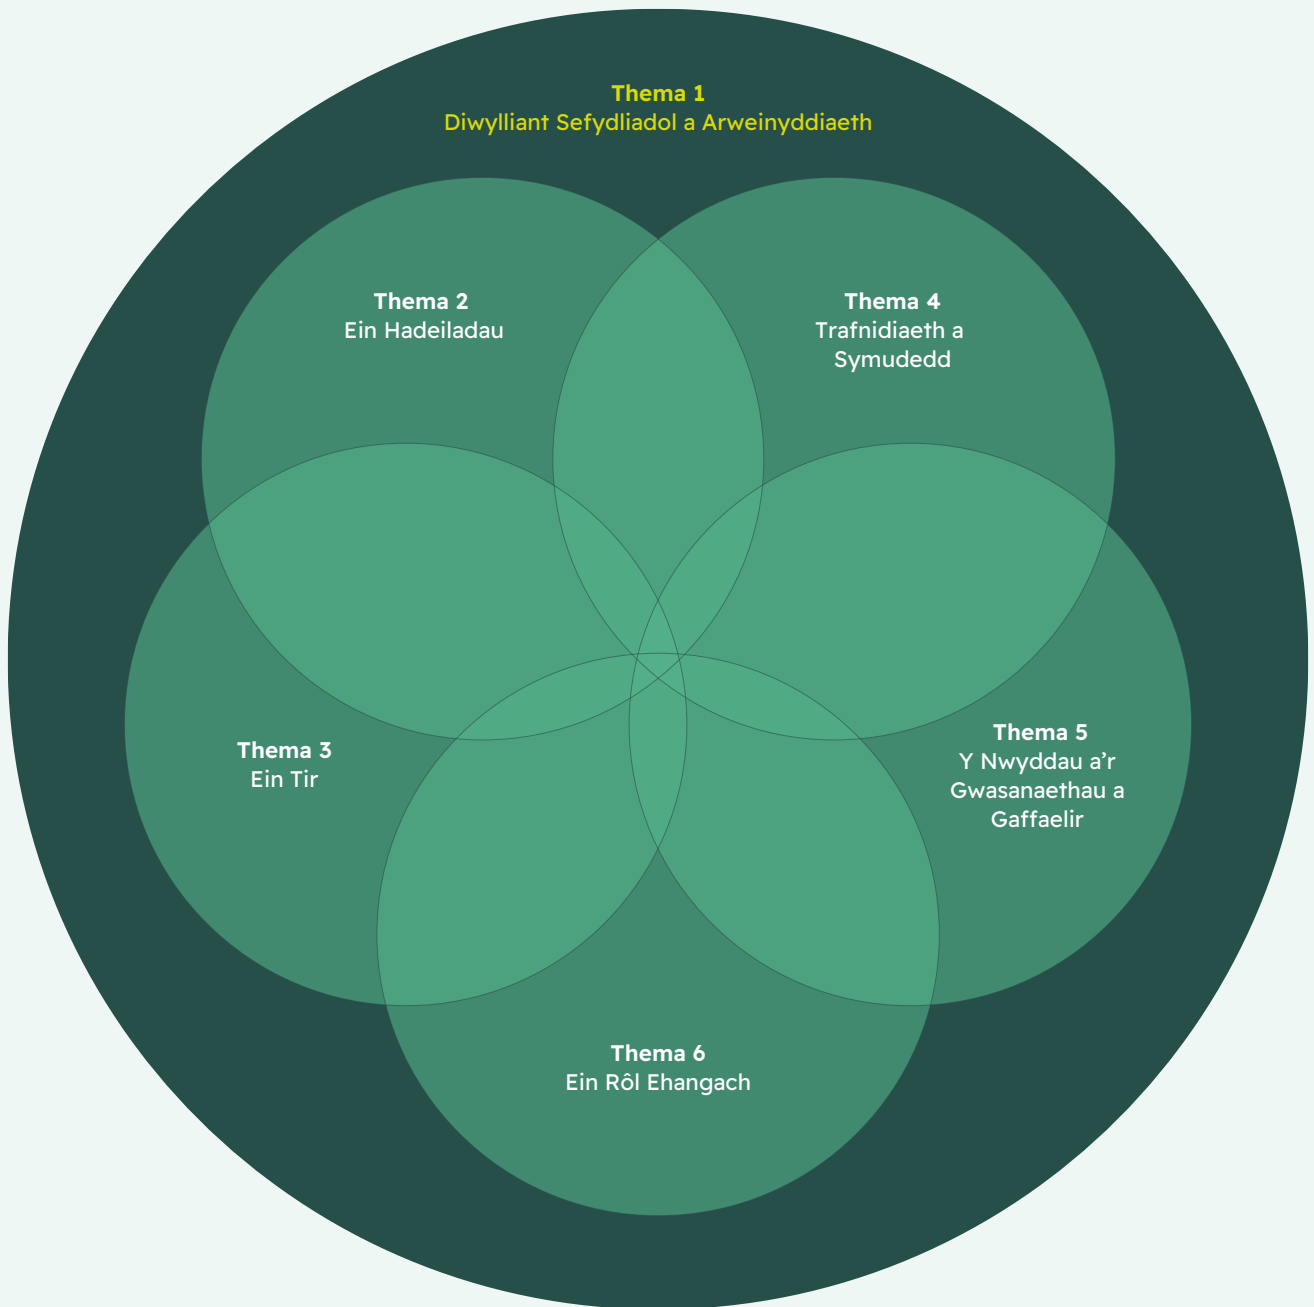 Thema 1
Diwylliant Sefydliadol a Arweinyddiaeth
Thema 2
Ein Hadeiladau
Thema 4
Trafnidiaeth a
Symudedd
Thema 3
Ein Tir
Thema 5
Y Nwyddau a’r
Gwasanaethau a
Gaffaelir
Thema 6
Ein Rôl Ehangach